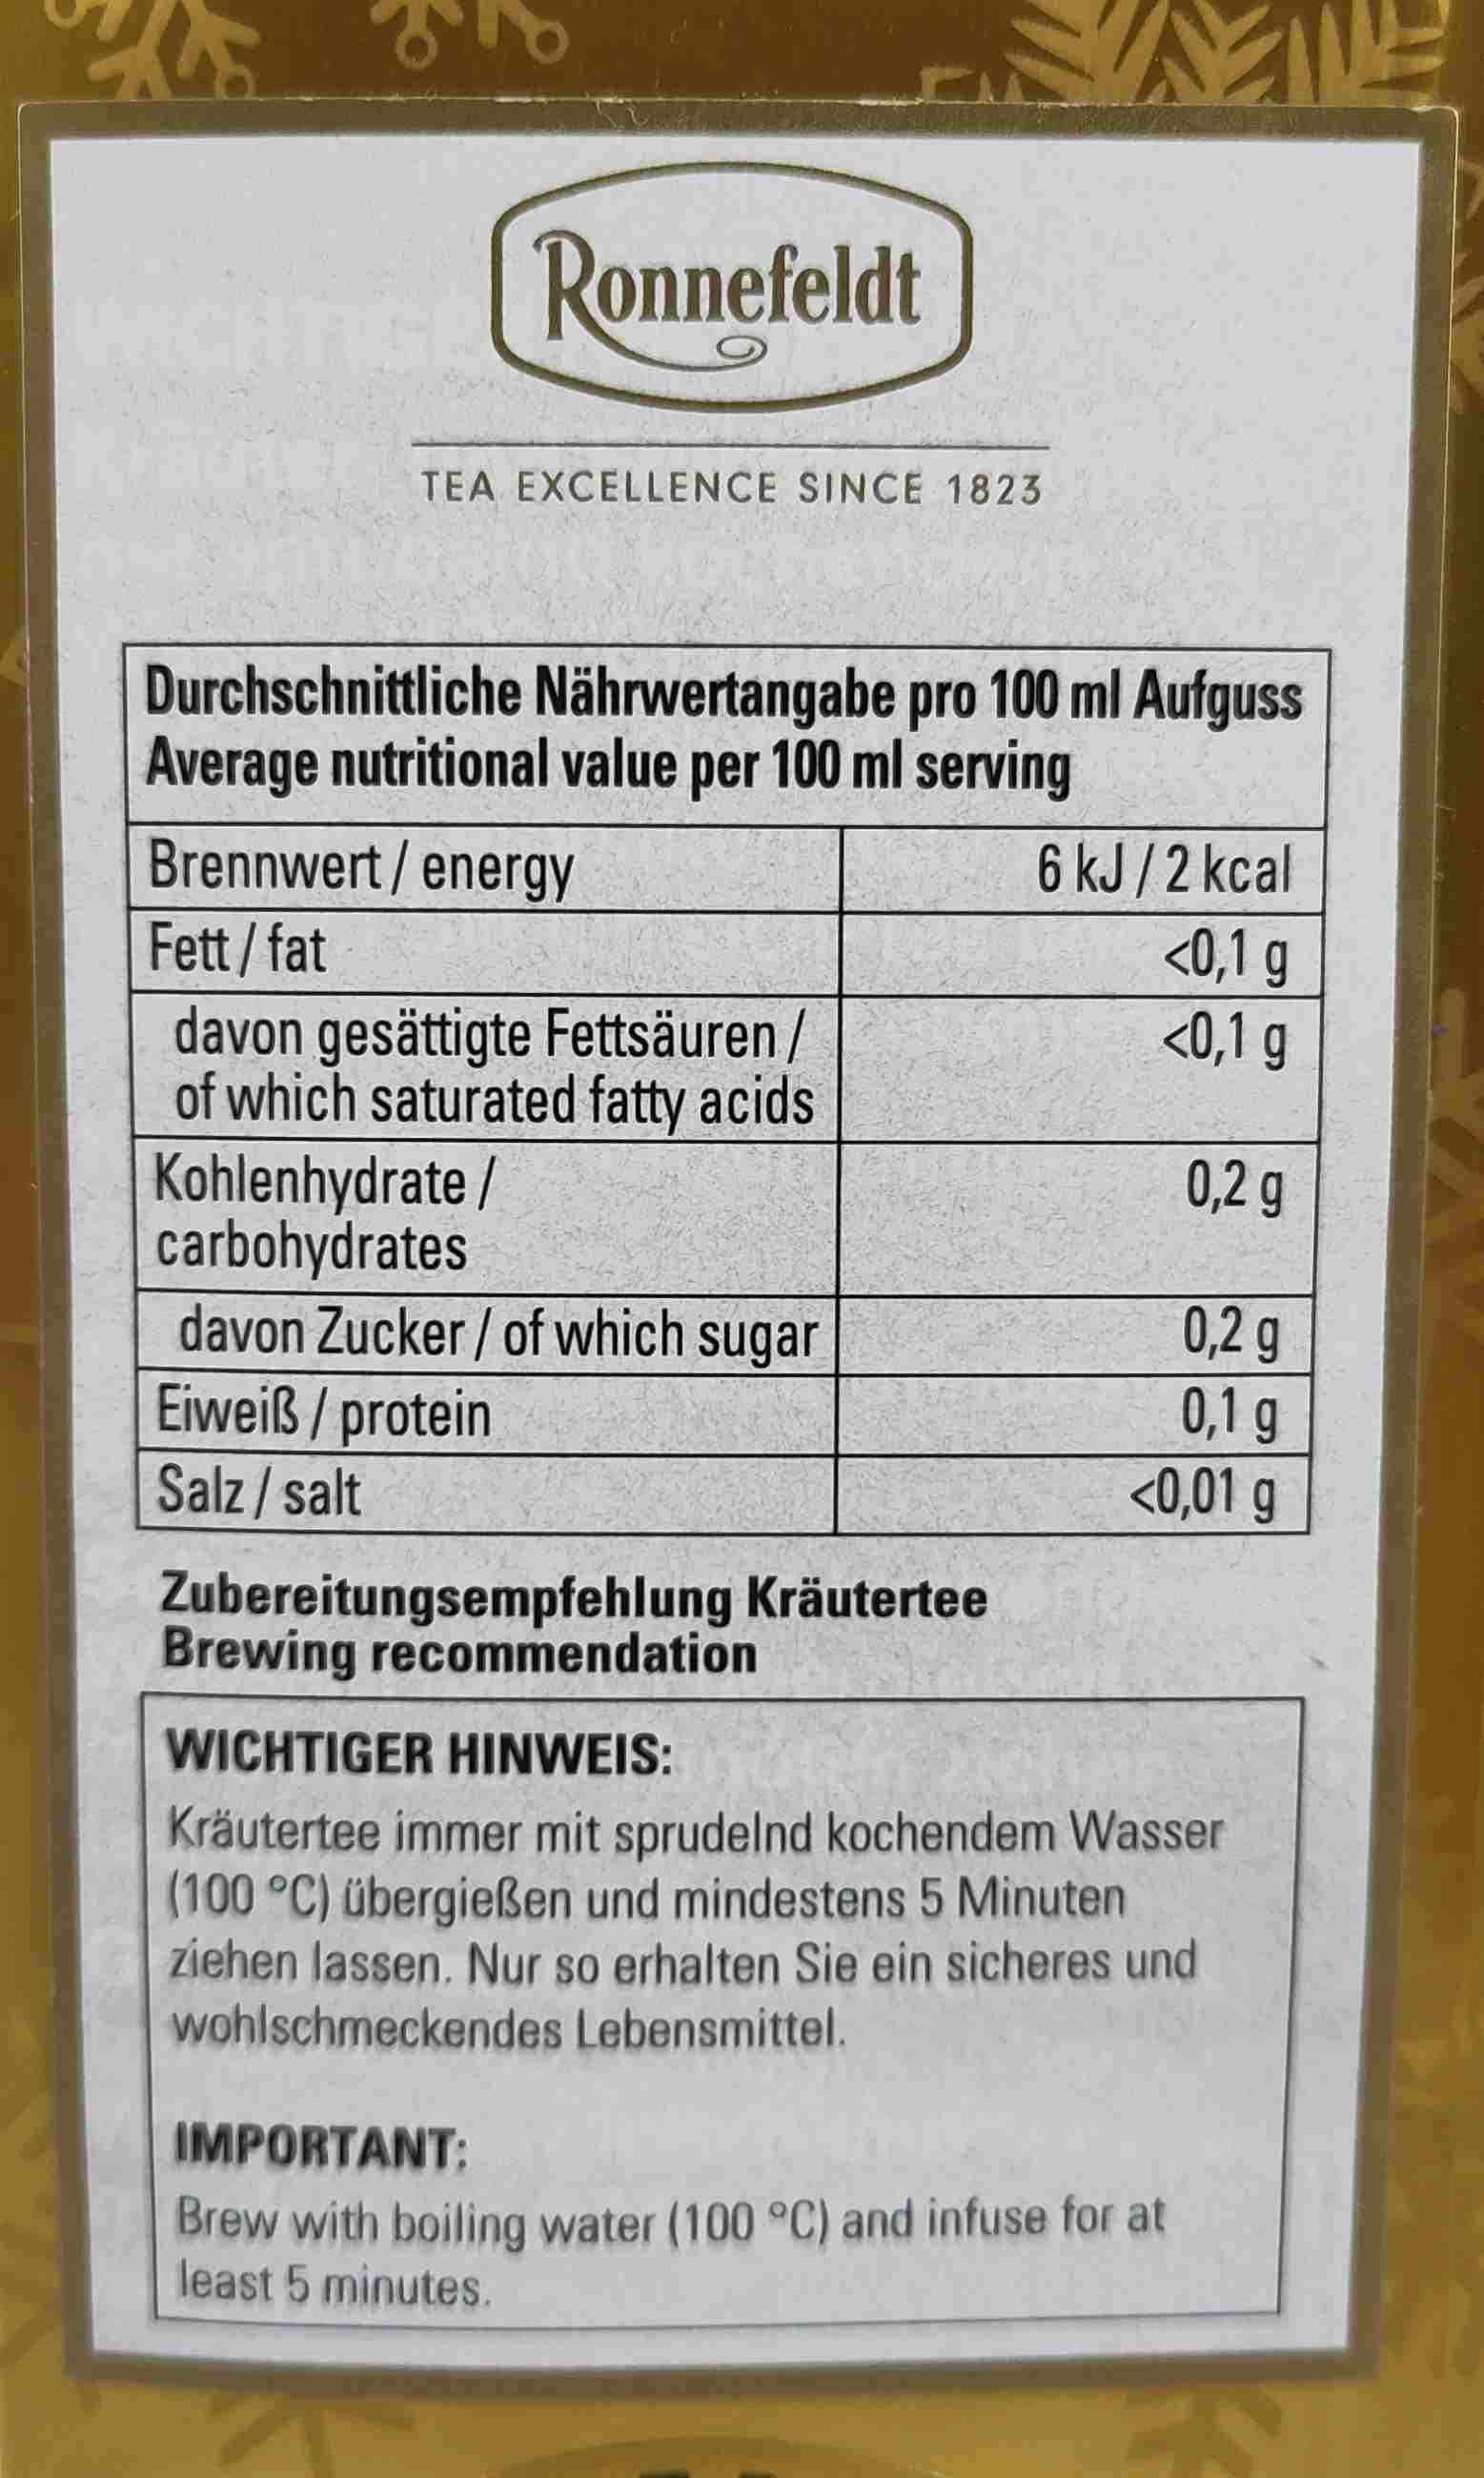 Ronnefeldt
TEA EXCELLENCE SINCE 1823
Durchschnittliche Nährwertangabe pro 100 ml Aufguss
Average nutritional value per 100 ml serving
Brennwert / energy 6 kJ / 2 kcal
Fett / fat <0,1 g
davon gesättigte Fettsäuren / <0,1 g
of which saturated fatty acids
Kohlenhydrate / 0,2 g
carbohydrates
davon Zucker / of which sugar 0,2 g
Eiweiß / protein 0,1 g
Salz / salt <0,01 g
Zubereitungsempfehlung Kräutertee
Brewing recommendation
WICHTIGER HINWEIS:
Kräutertee immer mit sprudelnd kochendem Wasser
(100 °C) übergießen und mindestens 5 Minuten
ziehen lassen. Nur so erhalten Sie ein sicheres und
wohlschmeckendes Lebensmittel.
IMPORTANT:
Brew with boiling water (100 °C) and infuse for at
least 5 minutes.